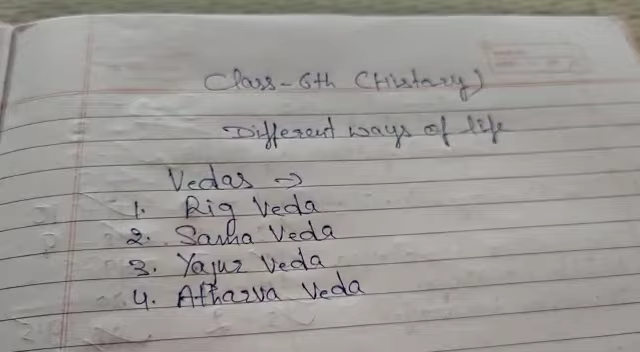 Class-6th (History)
Different ways of life
Vedas →
1. Rig Veda
2. Sama Veda
3. Yajur Veda
4. Atharva Veda